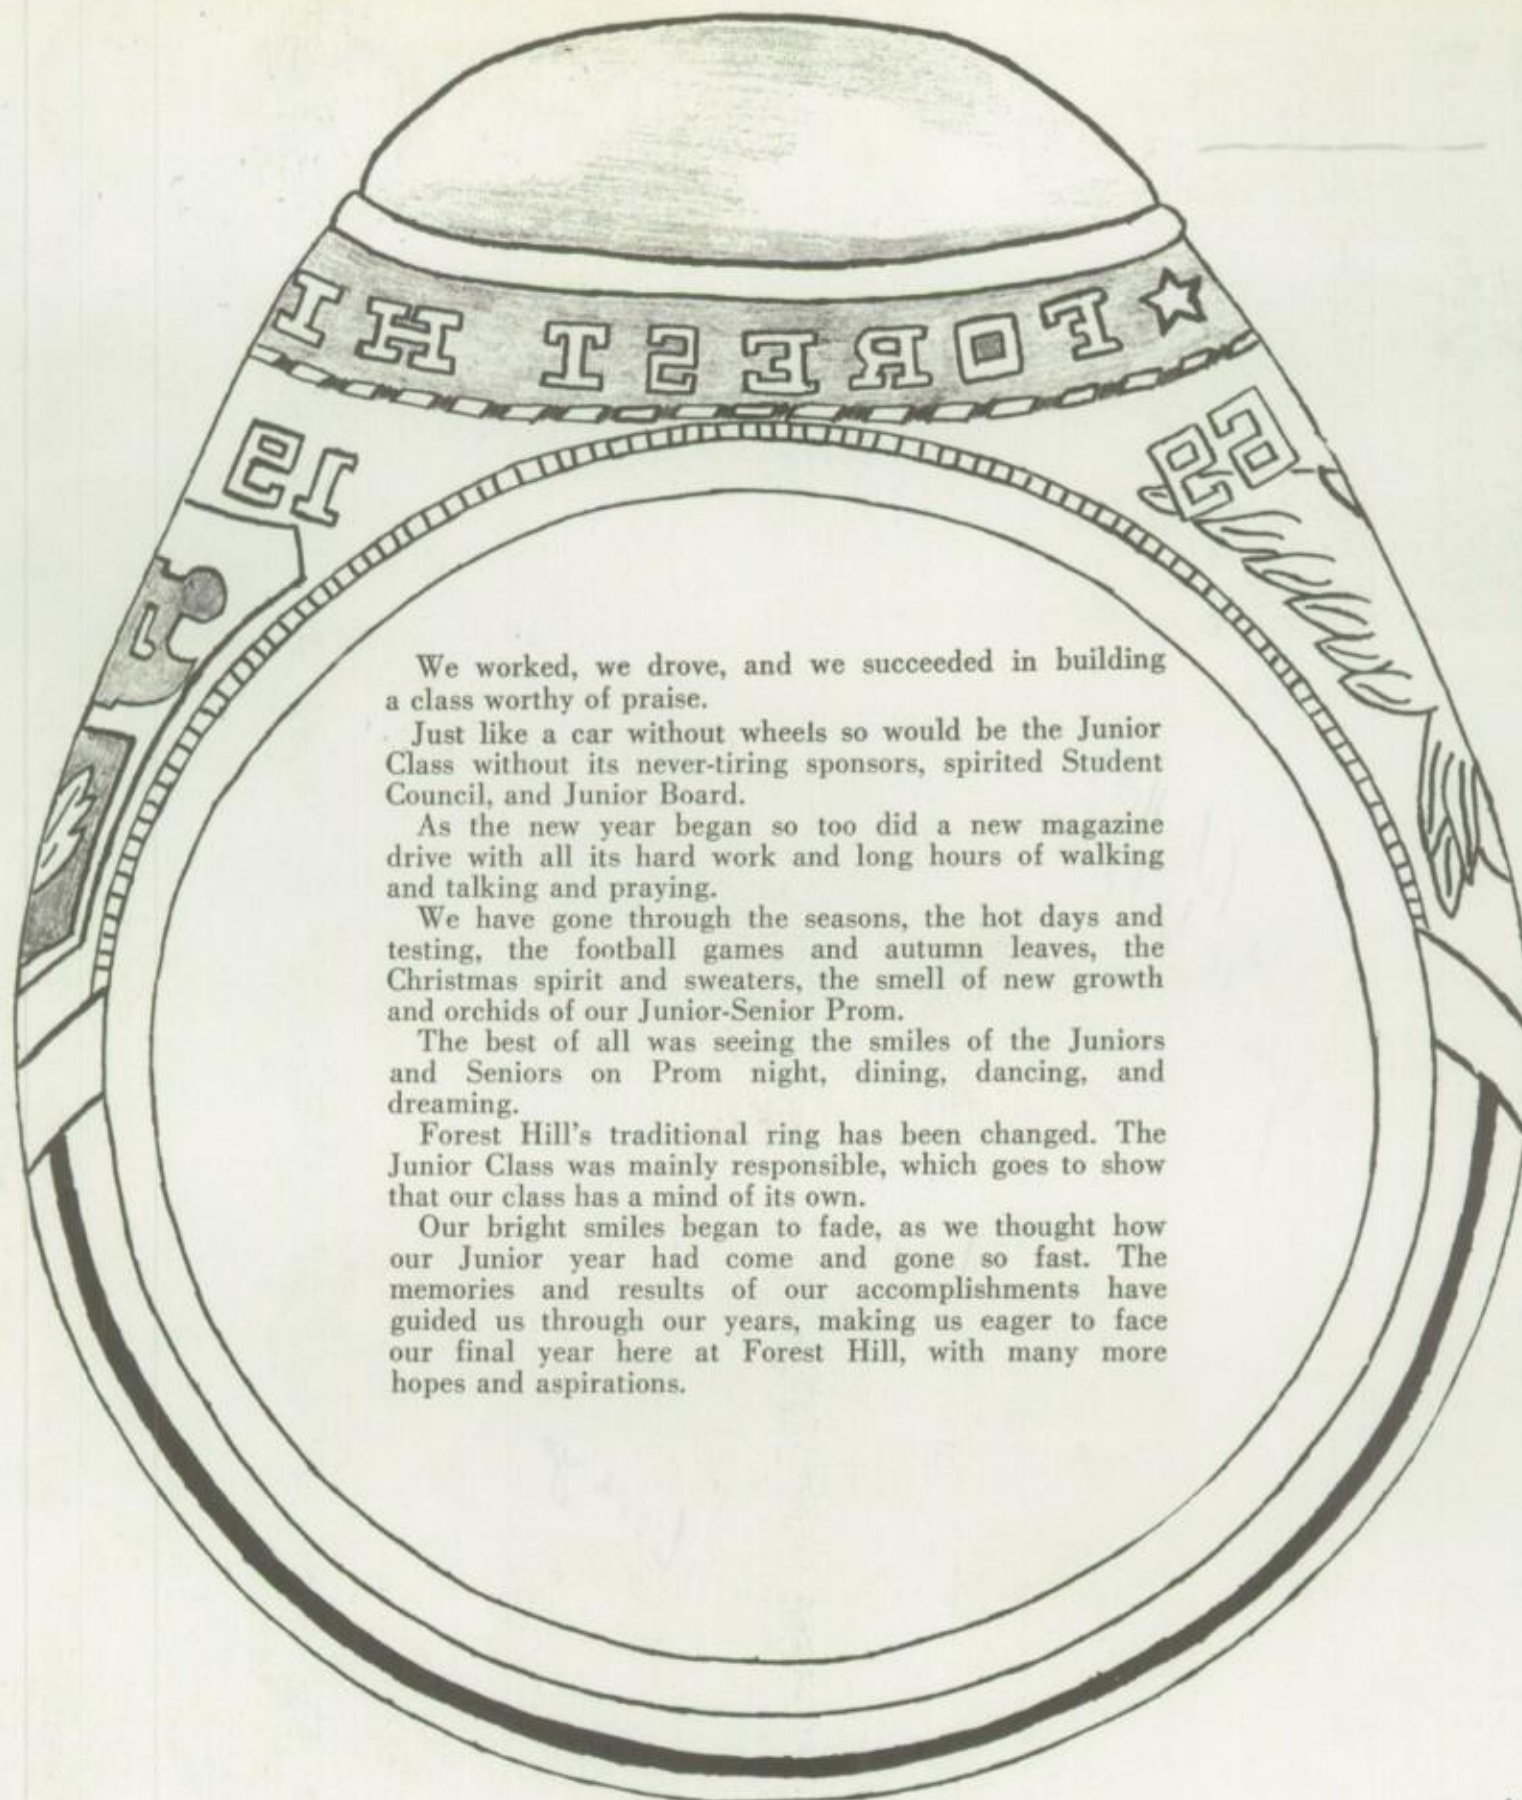 FOREST HI
19
69
We worked, we drove, and we succeeded in building
a class worthy of praise.
Just like a car without wheels so would be the Junior
Class without its never-tiring sponsors, spirited Student
Council, and Junior Board.
As the new year began so too did a new magazine
drive with all its hard work and long hours of walking
and talking and praying.
We have gone through the seasons, the hot days and
testing, the football games and autumn leaves, the
Christmas spirit and sweaters, the smell of new growth
and orchids of our Junior-Senior Prom.
The best of all was seeing the smiles of the Juniors
and Seniors on Prom night, dining, dancing, and
dreaming.
Forest Hill's traditional ring has been changed. The
Junior Class was mainly responsible, which goes to show
that our class has a mind of its own.
Our bright smiles began to fade, as we thought how
our Junior year had come and gone so fast. The
memories and results of our accomplishments have
guided us through our years, making us eager to face
our final year here at Forest Hill, with many more
hopes and aspirations.